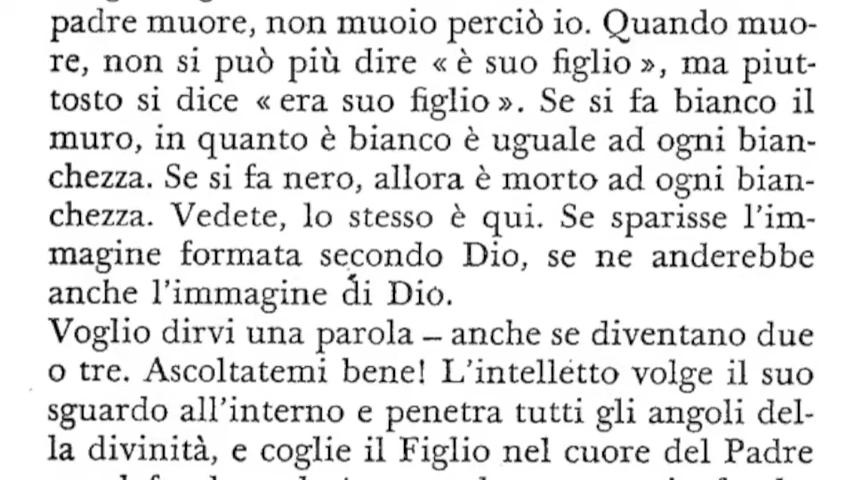 padre muore, non muoio perciò io. Quando muo-
re, non si può più dire « è suo figlio », ma piut-
tosto si dice « era suo figlio ». Se si fa bianco il
muro, in quanto è bianco è uguale ad ogni bian-
chezza. Se si fa nero, allora è morto ad ogni bian-
chezza. Vedete, lo stesso è qui. Se sparisse l'im-
magine formata secondo Dio, se ne anderebbe
anche l'immagine di Dio.
Voglio dirvi una parola – anche se diventano due
o tre. Ascoltatemi bene! L'intelletto volge il suo
sguardo all'interno e penetra tutti gli angoli del-
la divinità, e coglie il Figlio nel cuore del Padre